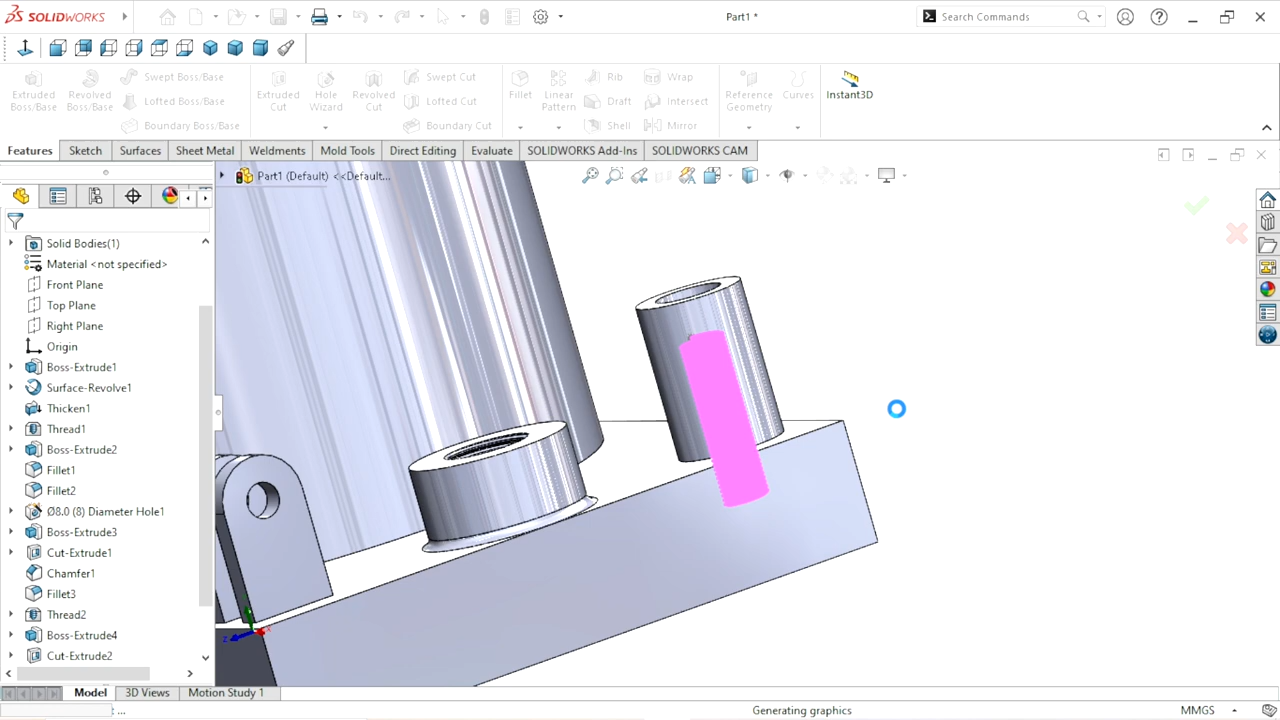 SOLIDWORKS
Part1 *
Search Commands
Extruded Boss/Base
Revolved Boss/Base
Swept Boss/Base
Lofted Boss/Base
Boundary Boss/Base
Extruded Cut
Hole Wizard
Revolved Cut
Swept Cut
Lofted Cut
Boundary Cut
Fillet
Linear Pattern
Rib
Draft
Shell
Wrap
Intersect
Mirror
Reference Geometry
Curves
Instant3D
Features Sketch Surfaces Sheet Metal Weldments Mold Tools Direct Editing Evaluate SOLIDWORKS Add-Ins SOLIDWORKS CAM
Part1 (Default) <<Default...
Solid Bodies(1)
Material <not specified>
Front Plane
Top Plane
Right Plane
Origin
Boss-Extrude1
Surface-Revolve1
Thicken1
Thread1
Boss-Extrude2
Fillet1
Fillet2
Ø8.0 (8) Diameter Hole1
Boss-Extrude3
Cut-Extrude1
Chamfer1
Fillet3
Thread2
Boss-Extrude4
Cut-Extrude2
Model 3D Views Motion Study 1
Generating graphics
MMGS